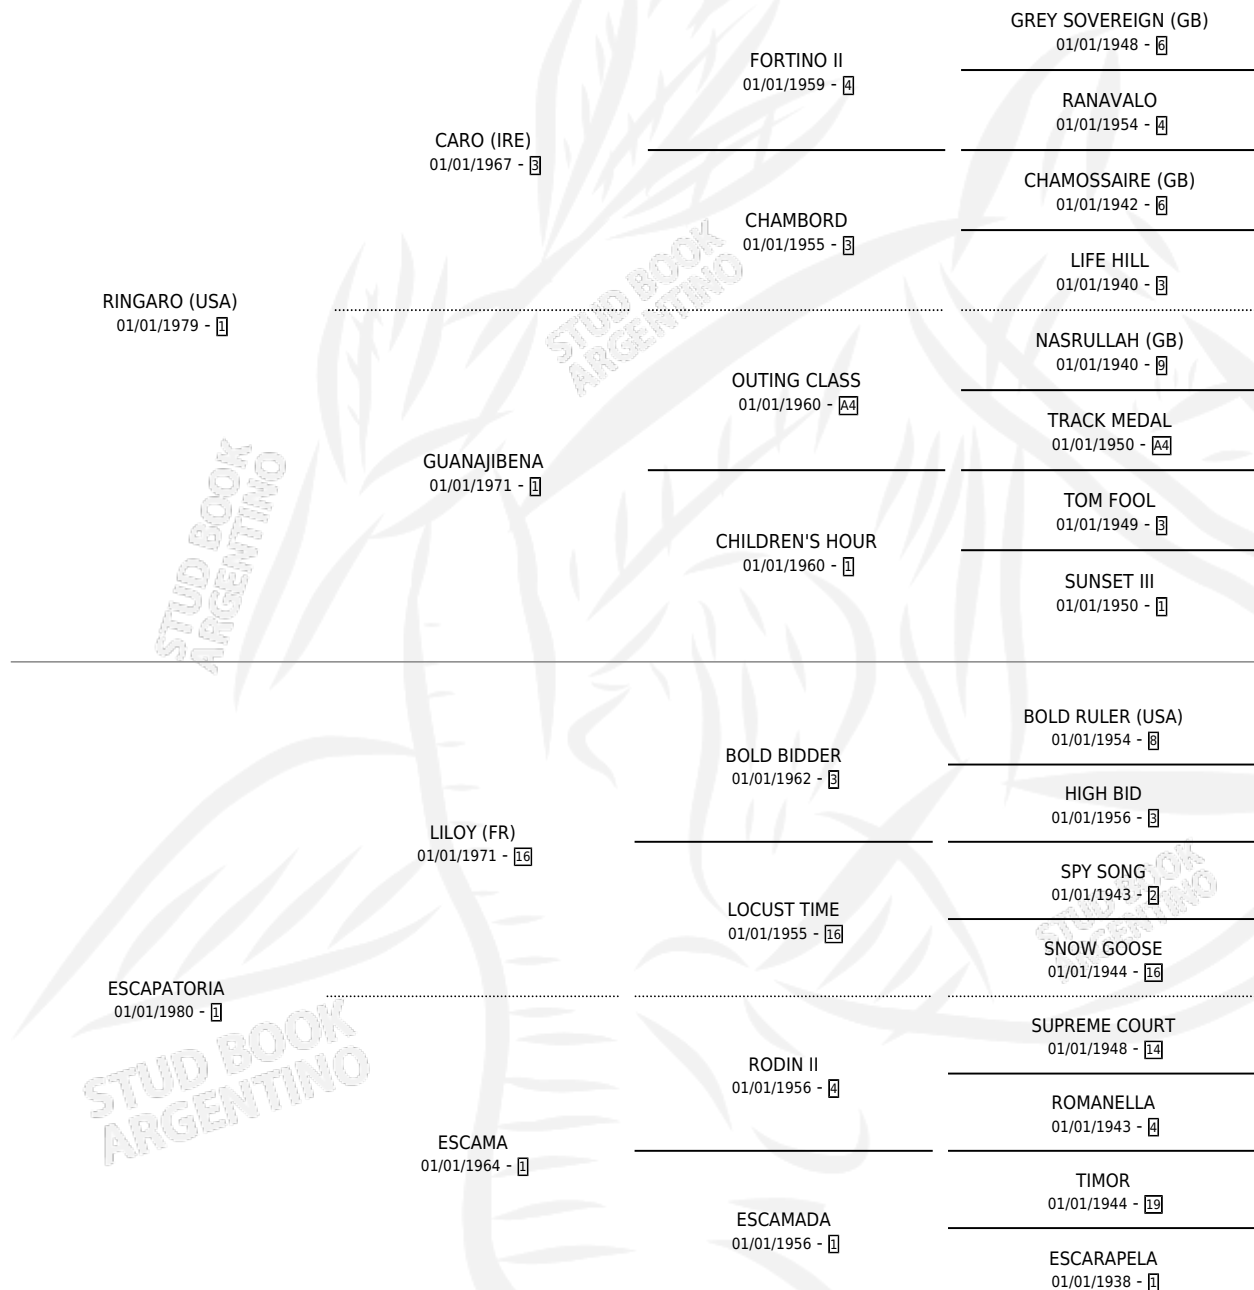 GREY SOVEREIGN (GB)
01/01/1948 - 6
FORTINO II
01/01/1959 - 4
RANAVALO
01/01/1954 - 4
CARO (IRE)
01/01/1967 - 3
CHAMOSSAIRE (GB)
01/01/1942 - 6
CHAMBORD
01/01/1955 - 3
LIFE HILL
01/01/1940 - 3
RINGARO (USA)
01/01/1979 - 1
NASRULLAH (GB)
01/01/1940 - 9
OUTING CLASS
01/01/1960 - A4
TRACK MEDAL
01/01/1950 - A4
GUANAJIBENA
01/01/1971 - 1
TOM FOOL
01/01/1949 - 3
CHILDREN'S HOUR
01/01/1960 - 1
SUNSET III
01/01/1950 - 1
BOLD RULER (USA)
01/01/1954 - 8
BOLD BIDDER
01/01/1962 - 3
HIGH BID
01/01/1956 - 3
LILOY (FR)
01/01/1971 - 16
SPY SONG
01/01/1943 - 2
LOCUST TIME
01/01/1955 - 16
SNOW GOOSE
01/01/1944 - 16
ESCAPATORIA
01/01/1980 - 1
SUPREME COURT
01/01/1948 - 14
RODIN II
01/01/1956 - 4
ROMANELLA
01/01/1943 - 4
ESCAMA
01/01/1964 - 1
TIMOR
01/01/1944 - 19
ESCAMADA
01/01/1956 - 1
ESCARAPELA
01/01/1938 - 1
STUD BOOK
ARGENTINO
STUD BOOK
ARGENTINO
STUD BOOK
ARGENTINO
STUD BOOK
ARGENTINO